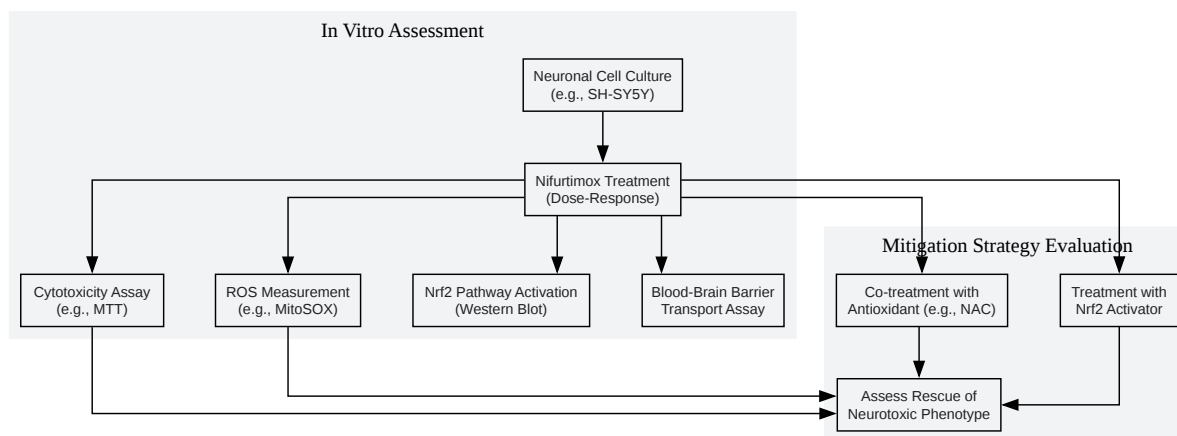 In Vitro Assessment
Neuronal Cell Culture
(e.g., SH-SY5Y)
Nifurtimox Treatment
(Dose-Response)
Mitigation Strategy Evaluation
Cytotoxicity Assay
(e.g., MTT)
ROS Measurement
(e.g., MitoSOX)
Nrf2 Pathway Activation
(Western Blot)
Blood-Brain Barrier
Transport Assay
Co-treatment with
Antioxidant (e.g., NAC)
Treatment with
Nrf2 Activator
Assess Rescue of
Neurotoxic Phenotype